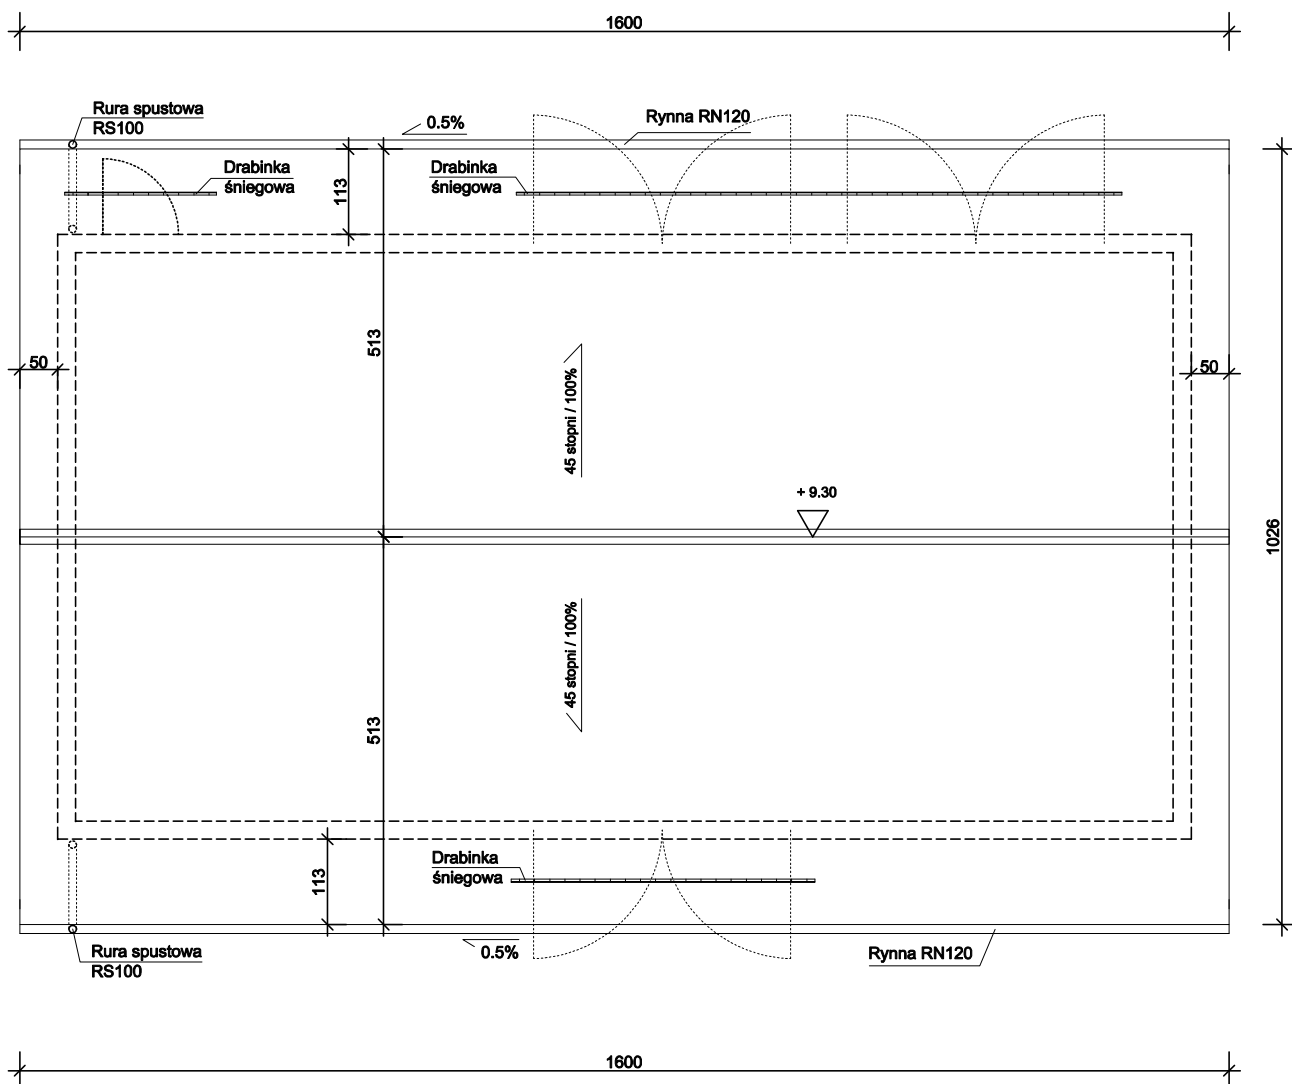 1600
Rura spustowa
RS100
0.5%
Rynna RN120
Drabinka
śniegowa
Drabinka
śniegowa
113
513
50
50
45 stopni / 100%
+ 9.30
1026
45 stopni / 100%
513
113
Drabinka
śniegowa
Rura spustowa
RS100
0.5%
Rynna RN120
1600